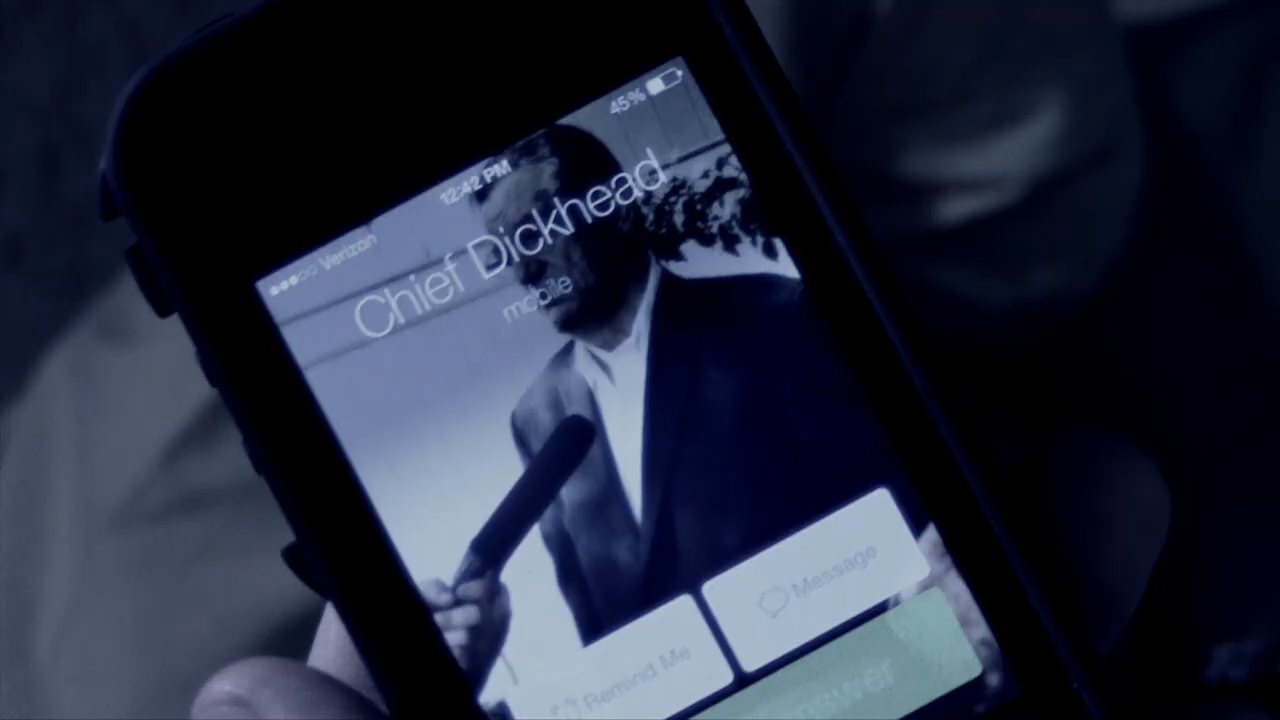 Verizon 12:42 PM 45%
Chief Dickhead
mobile
Remind Me
Message